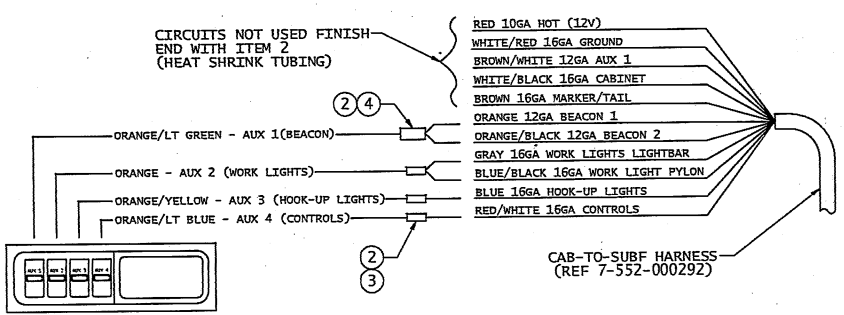 CIRCUITS NOT USED FINISH
END WITH ITEM 2
(HEAT SHRINK TUBING)
RED 10GA HOT (12V)
WHITE/RED 16GA GROUND
BROWN/WHITE 12GA AUX 1
WHITE/BLACK 16GA CABINET
BROWN 16GA MARKER/TAIL
2 4
ORANGE 12GA BEACON 1
ORANGE/LT GREEN - AUX 1(BEACON)
ORANGE/BLACK 12GA BEACON 2
GRAY 16GA WORK LIGHTS LIGHTBAR
ORANGE - AUX 2 (WORK LIGHTS)
BLUE/BLACK 16GA WORK LIGHT PYLON
ORANGE/YELLOW - AUX 3 (HOOK-UP LIGHTS)
BLUE 16GA HOOK-UP LIGHTS
ORANGE/LT BLUE - AUX 4 (CONTROLS)
RED/WHITE 16GA CONTROLS
2
3
CAB-TO-SUBF HARNESS
(REF 7-552-000292)
AUX 1 AUX 2 AUX 3 AUX 4